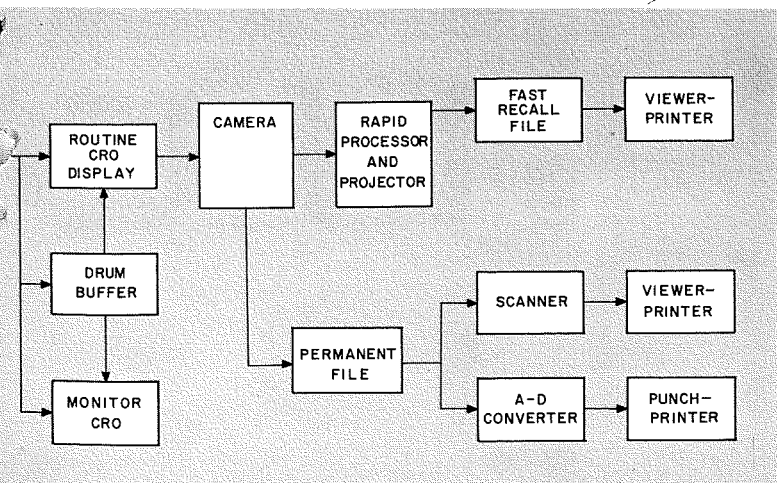 ROUTINE
CRO
DISPLAY
DRUM
BUFFER
MONITOR
CRO
CAMERA
RAPID
PROCESSOR
AND
PROJECTOR
FAST
RECALL
FILE
VIEWER-
PRINTER
PERMANENT
FILE
SCANNER
VIEWER-
PRINTER
A-D
CONVERTER
PUNCH-
PRINTER